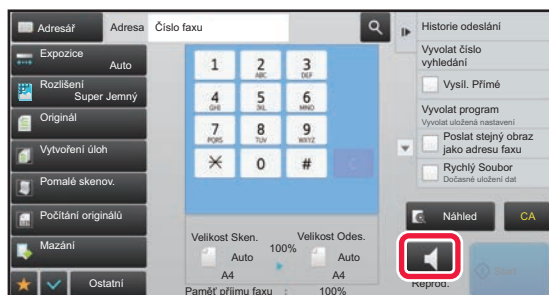 Adresář
Adresa
Číslo faxu
Expozice
Auto
Rozlišení
Super Jemný
Originál
Vytvoření úloh
Pomalé skenov.
Počítání originálů
Mazání
Ostatní
1
2
ABC
3
DEF
4
GHI
5
JKL
6
MNO
7
PQRS
8
TUV
9
WXYZ
0
#
C
Velikost Sken.
100%
Velikost Odes.
Auto
Auto
A4
A4
Paměť příjmu faxu : 100%
Historie odeslání
Vyvolat číslo
vyhledání
Vysíl. Přímé
Vyvolat program
Vyvolat uložená nastavení
Poslat stejný obraz
jako adresu faxu
Rychlý Soubor
Dočasné uložení dat
Náhled
CA
Reprod.
Start